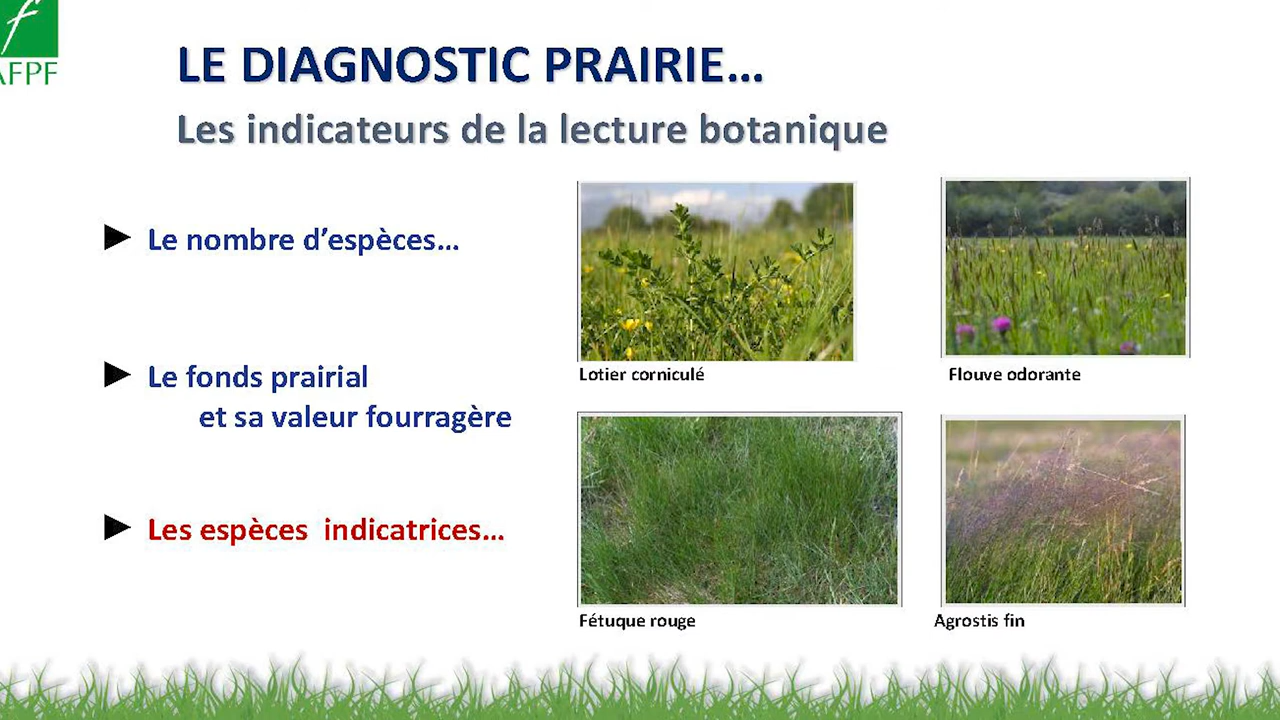 AFPF
LE DIAGNOSTIC PRAIRIE…
Les indicateurs de la lecture botanique
Le nombre d’espèces…
Le fonds prairial
et sa valeur fourragère
Les espèces indicatrices…
Lotier corniculé
Flouve odorante
Fétuque rouge
Agrostis fin